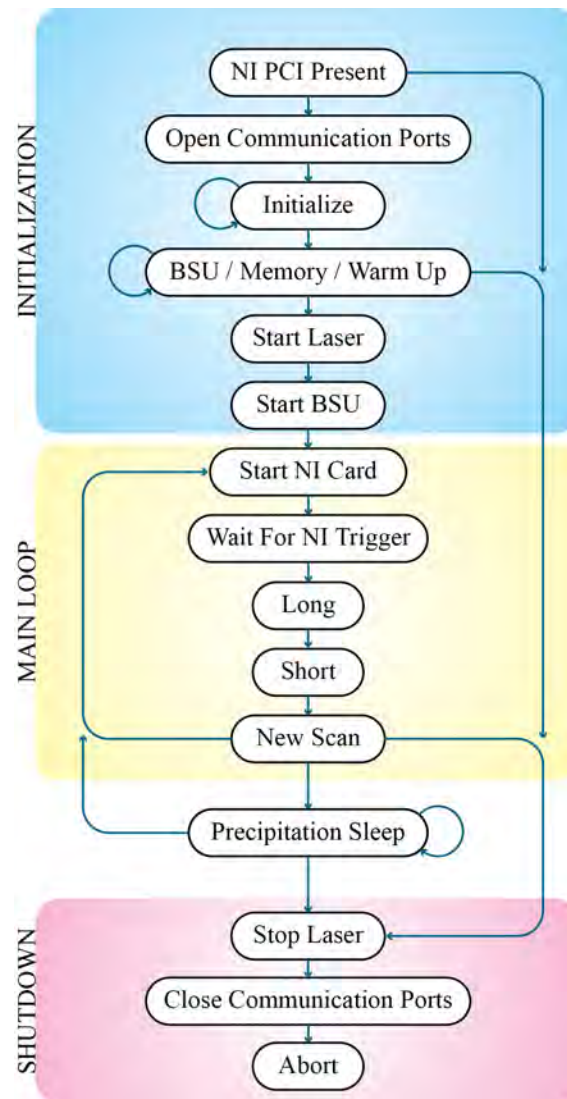 INITIALIZATION
NI PCI Present
Open Communication Ports
Initialize
BSU / Memory / Warm Up
Start Laser
Start BSU
MAIN LOOP
Start NI Card
Wait For NI Trigger
Long
Short
New Scan
Precipitation Sleep
SHUTDOWN
Stop Laser
Close Communication Ports
Abort